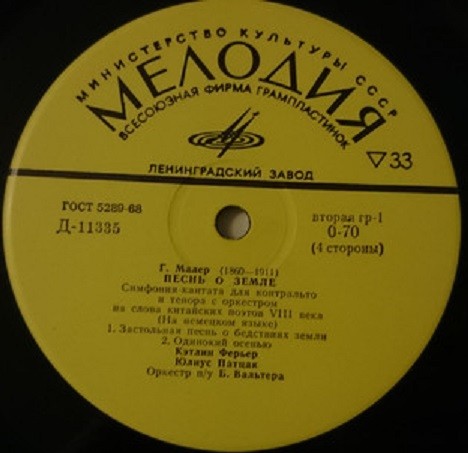 МИНИСТЕРСТВО КУЛЬТУРЫ СССР
МЕЛОДИЯ
ВСЕСОЮЗНАЯ ФИРМА ГРАМПЛАСТИНОК
ЛЕНИНГРАДСКИЙ ЗАВОД
▽33
ГОСТ 5289-68
Д-11335
вторая гр-1
0-70
(4 стороны)
Г. Малер (1860—1911)
ПЕСНЬ О ЗЕМЛЕ
Симфония-кантата для контральто
и тенора с оркестром
на слова китайских поэтов VIII века
(На немецком языке)
1. Застольная песнь о бедствиях земли
2. Одинокий осенью
Кэтлин Ферьер
Юлиус Патцак
Оркестр п/у Б. Вальтера